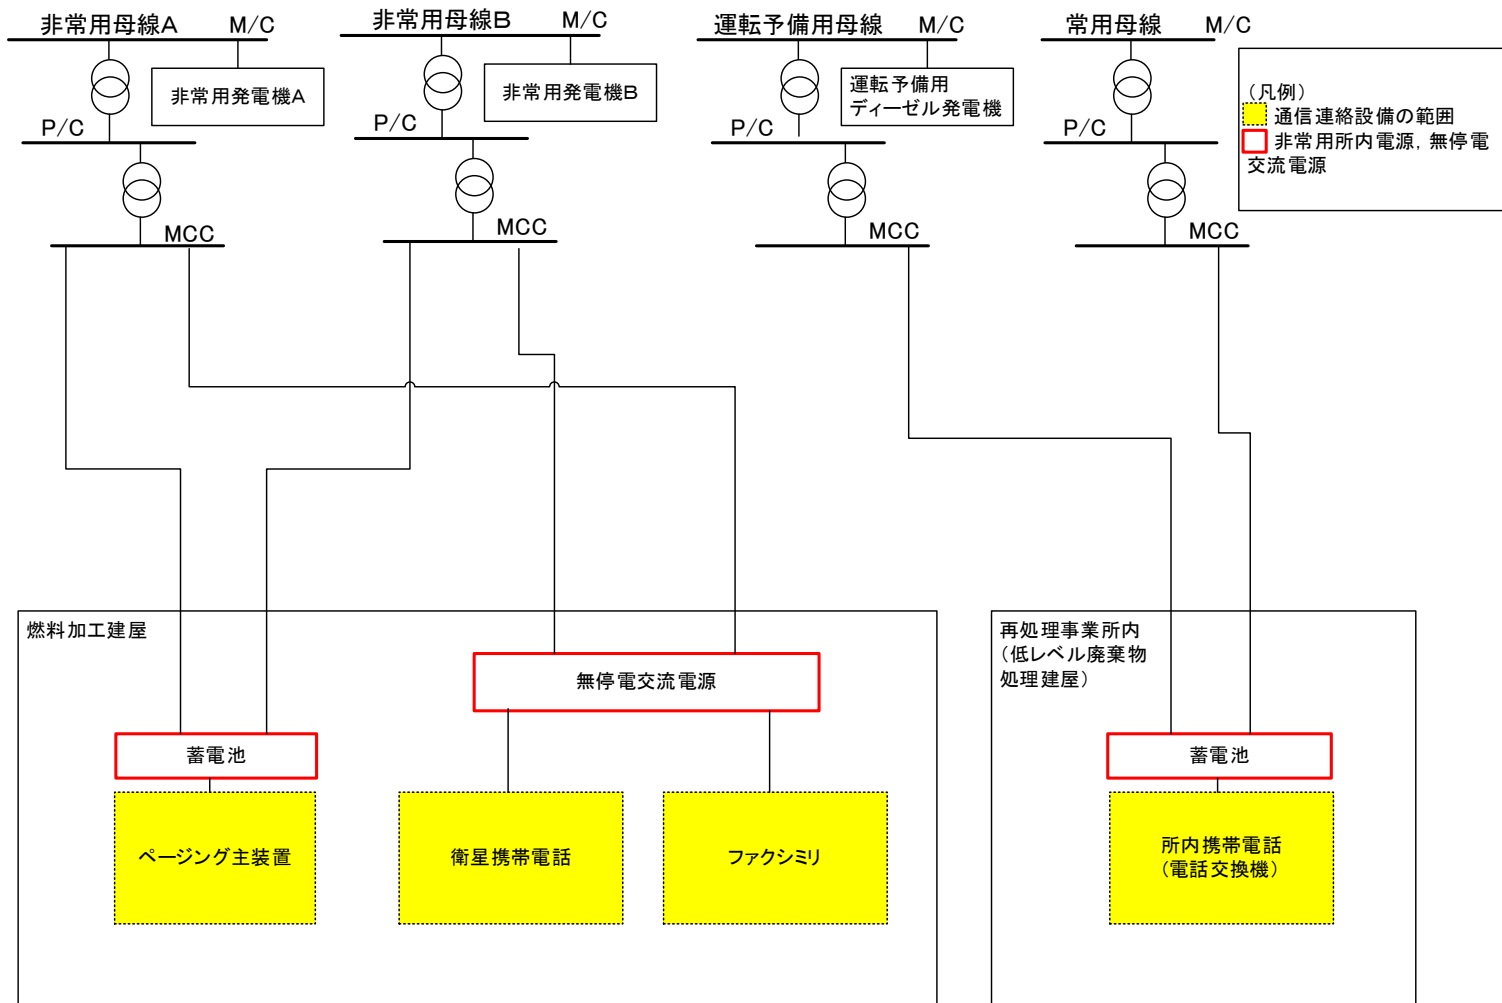 非常用母線A M/C
非常用母線B M/C
運転予備用母線 M/C
常用母線 M/C
非常用発電機A
非常用発電機B
運転予備用
ディーゼル発電機
(凡例)
通信連絡設備の範囲
非常用所内電源，無停電
交流電源
P/C
P/C
P/C
P/C
MCC
MCC
MCC
MCC
燃料加工建屋
無停電交流電源
蓄電池
ページング主装置
衛星携帯電話
ファクシミリ
再処理事業所内
（低レベル廃棄物
処理建屋）
蓄電池
所内携帯電話
(電話交換機)